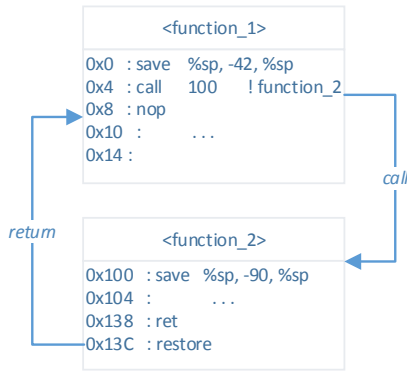 <function_1>
0x0 : save %sp, -42, %sp
0x4 : call 100 ! function_2
0x8 : nop
0x10 : ...
0x14 :
call
return
<function_2>
0x100 : save %sp, -90, %sp
0x104 : ...
0x138 : ret
0x13C : restore